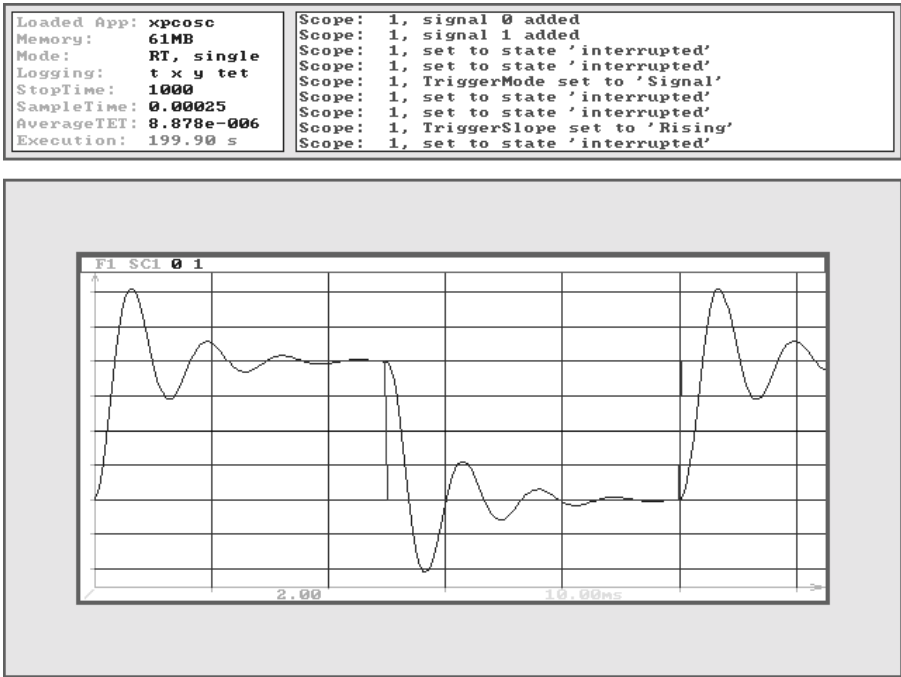 Loaded App: xpcosc
Memory: 61MB
Mode: RT, single
Logging: t x y tet
StopTime: 1000
SampleTime: 0.00025
AverageTET: 8.878e-006
Execution: 199.90 s
Scope: 1, signal 0 added
Scope: 1, signal 1 added
Scope: 1, set to state 'interrupted'
Scope: 1, set to state 'interrupted'
Scope: 1, TriggerMode set to 'Signal'
Scope: 1, set to state 'interrupted'
Scope: 1, set to state 'interrupted'
Scope: 1, TriggerSlope set to 'Rising'
Scope: 1, set to state 'interrupted'
F1 SC1 0 1
2.00 10.00ms